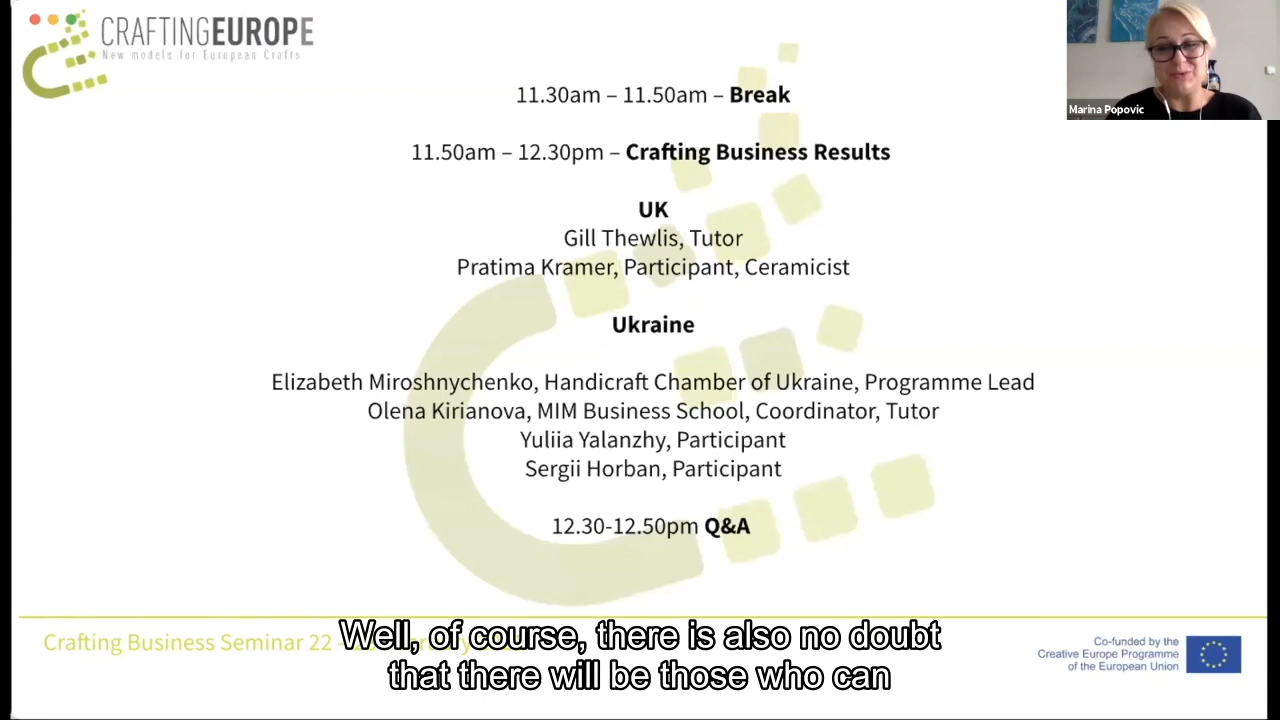 CRAFTINGEUROPE
New models for European Crafts
Marina Popovic
11.30am – 11.50am – Break
11.50am – 12.30pm – Crafting Business Results
UK
Gill Thewlis, Tutor
Pratima Kramer, Participant, Ceramicist
Ukraine
Elizabeth Miroshnychenko, Handicraft Chamber of Ukraine, Programme Lead
Olena Kirianova, MIM Business School, Coordinator, Tutor
Yuliia Yalanzhy, Participant
Sergii Horban, Participant
12.30-12.50pm Q&A
Crafting Business Seminar 22
Well, of course, there is also no doubt
that there will be those who can
Co-funded by the
Creative Europe Programme
of the European Union